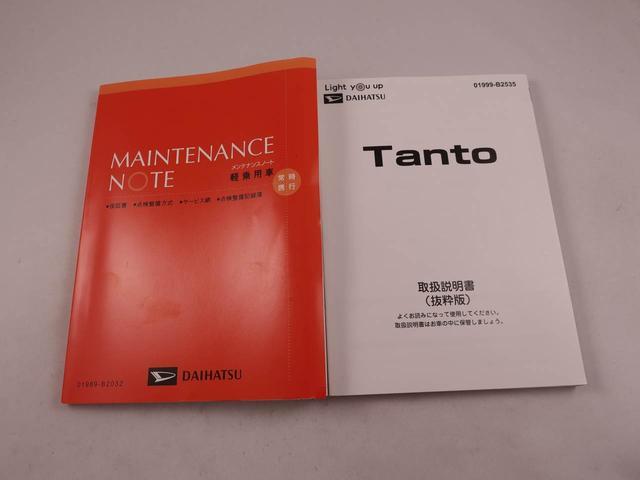 MAINTENANCE
NOTE
メンテナンスノート
軽乗用車
常時
携行
●保証書 ●点検整備方式 ●サービス網 ●点検整備記録簿
DAIHATSU
01989-B2032
Light you up
DAIHATSU
01999-B2535
Tanto
取扱説明書
(抜粋版)
よくお読みになって使用してください。
取扱説明書はお車の中に保管しましょう。